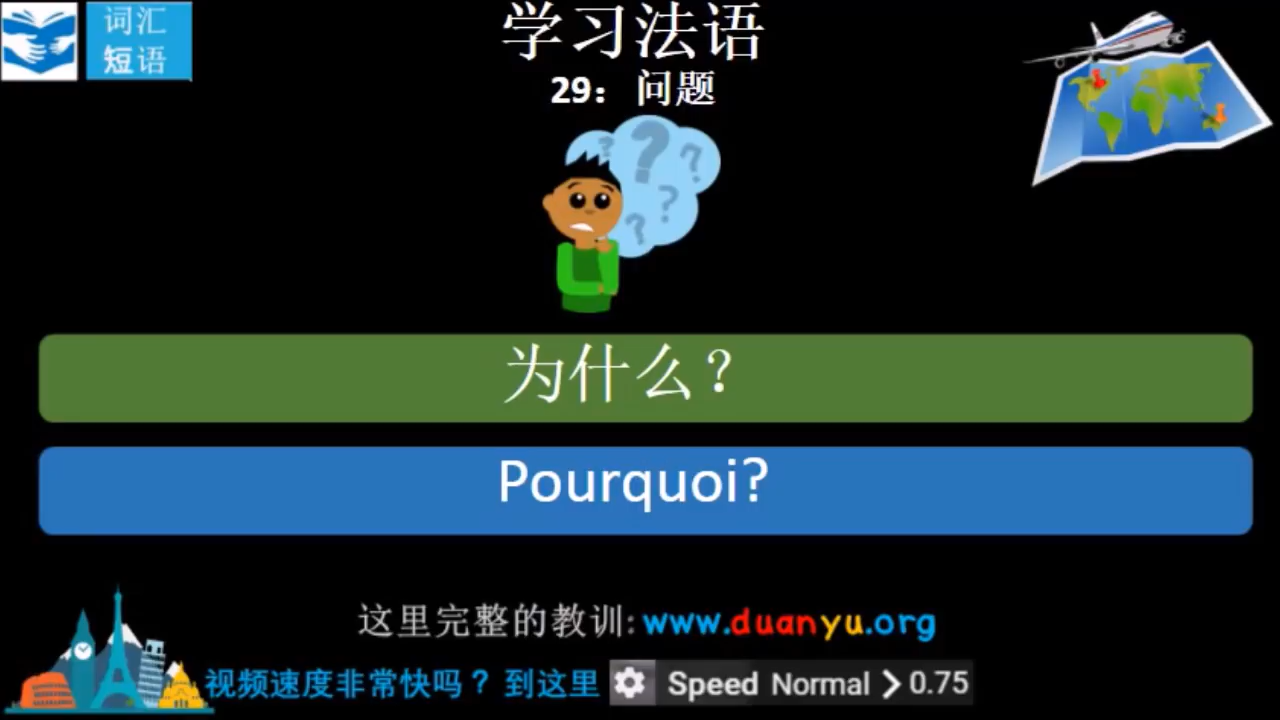 词汇
短语
学习法语
29： 问题
为什么？
Pourquoi?
这里完整的教训: www.duanyu.org
视频速度非常快吗？ 到这里 Speed Normal > 0.75